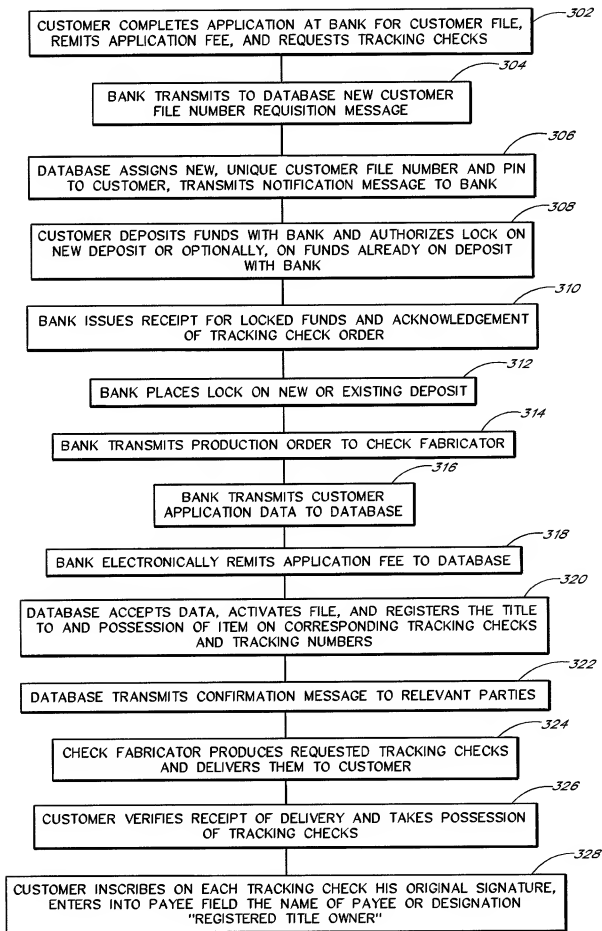 302
CUSTOMER COMPLETES APPLICATION AT BANK FOR CUSTOMER FILE,
REMITS APPLICATION FEE, AND REQUESTS TRACKING CHECKS
304
BANK TRANSMITS TO DATABASE NEW CUSTOMER
FILE NUMBER REQUISITION MESSAGE
306
DATABASE ASSIGNS NEW, UNIQUE CUSTOMER FILE NUMBER AND PIN
TO CUSTOMER, TRANSMITS NOTIFICATION MESSAGE TO BANK
308
CUSTOMER DEPOSITS FUNDS WITH BANK AND AUTHORIZES LOCK ON
NEW DEPOSIT OR OPTIONALLY, ON FUNDS ALREADY ON DEPOSIT
WITH BANK
310
BANK ISSUES RECEIPT FOR LOCKED FUNDS AND ACKNOWLEDGEMENT
OF TRACKING CHECK ORDER
312
BANK PLACES LOCK ON NEW OR EXISTING DEPOSIT
314
BANK TRANSMITS PRODUCTION ORDER TO CHECK FABRICATOR
316
BANK TRANSMITS CUSTOMER
APPLICATION DATA TO DATABASE
318
BANK ELECTRONICALLY REMITS APPLICATION FEE TO DATABASE
320
DATABASE ACCEPTS DATA, ACTIVATES FILE, AND REGISTERS THE TITLE
TO AND POSSESSION OF ITEM ON CORRESPONDING TRACKING CHECKS
AND TRACKING NUMBERS
322
DATABASE TRANSMITS CONFIRMATION MESSAGE TO RELEVANT PARTIES
324
CHECK FABRICATOR PRODUCES REQUESTED TRACKING CHECKS
AND DELIVERS THEM TO CUSTOMER
326
CUSTOMER VERIFIES RECEIPT OF DELIVERY AND TAKES POSSESSION
OF TRACKING CHECKS
328
CUSTOMER INSCRIBES ON EACH TRACKING CHECK HIS ORIGINAL SIGNATURE,
ENTERS INTO PAYEE FIELD THE NAME OF PAYEE OR DESIGNATION
"REGISTERED TITLE OWNER"